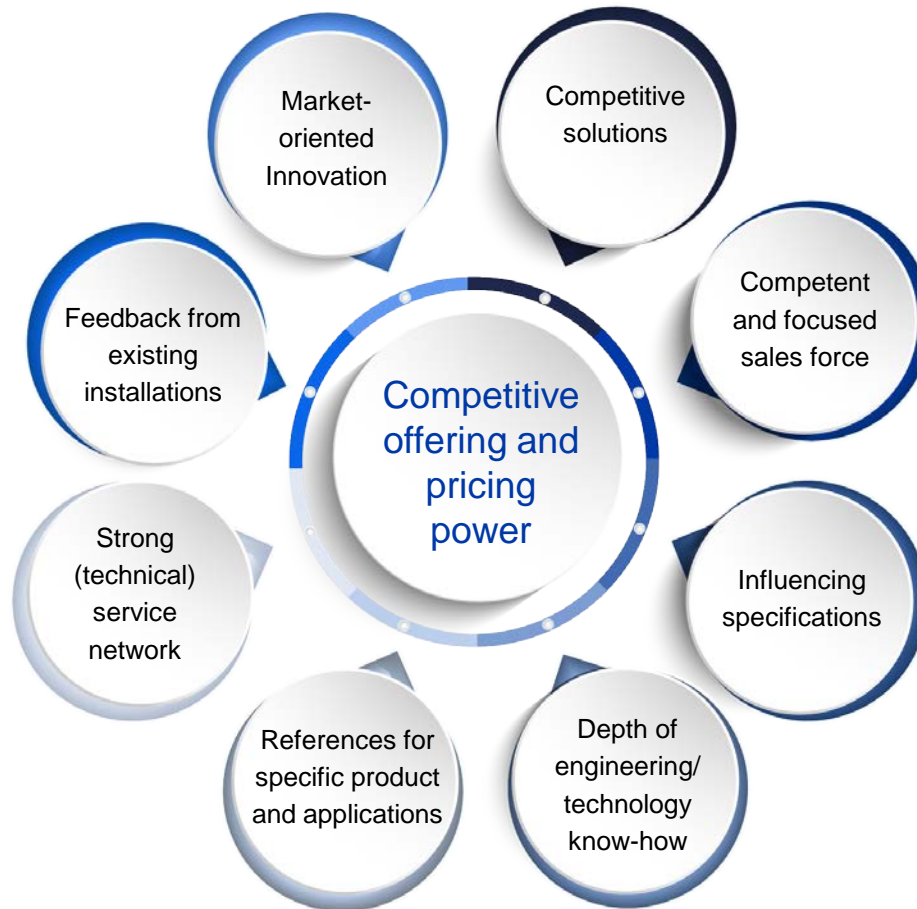 Market-
oriented
Innovation
Competitive
solutions
Competent
and focused
sales force
Influencing
specifications
Depth of
engineering/
technology
know-how
References for
specific product
and applications
Strong
(technical)
service
network
Feedback from
existing
installations
Competitive
offering and
pricing
power